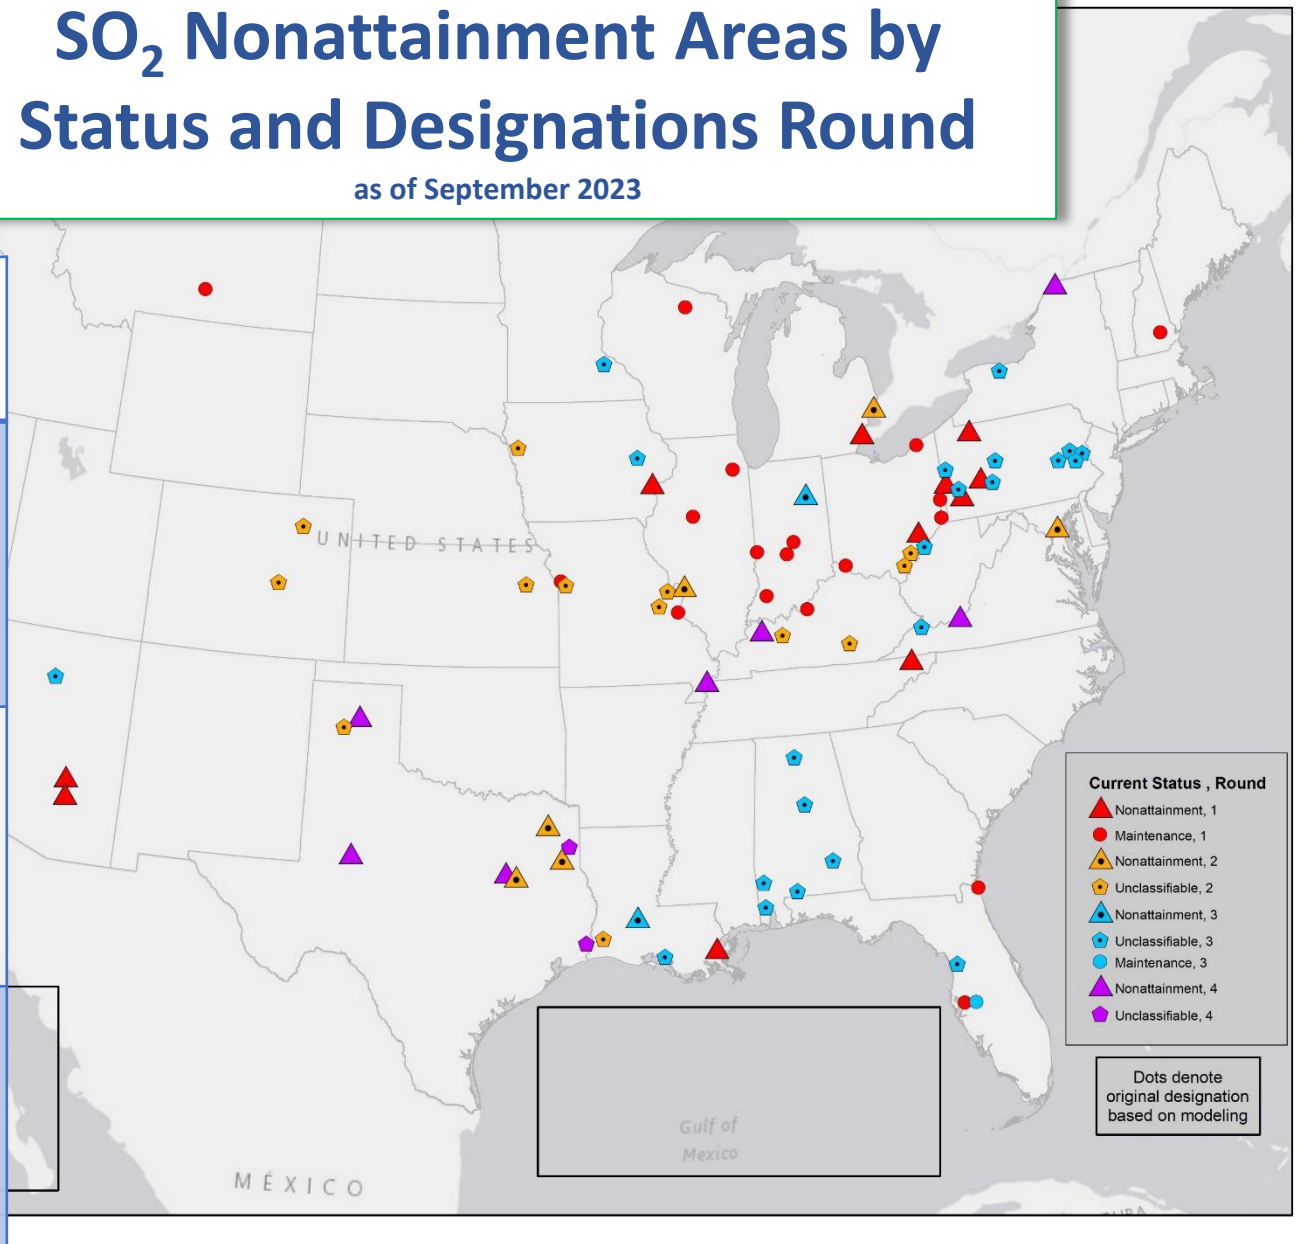 SO2 Nonattainment Areas by
Status and Designations Round
as of September 2023
UNITED STATES
Current Status , Round
Nonattainment, 1
Maintenance, 1
Nonattainment, 2
Unclassifiable, 2
Nonattainment, 3
Unclassifiable, 3
Maintenance, 3
Nonattainment, 4
Unclassifiable, 4
Dots denote
original designation
based on modeling
Gulf of
Mexico
MÉXICO